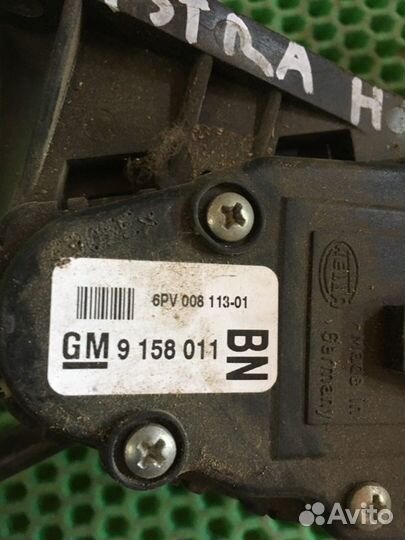 ASTRA H
6PV 008 113-01
GM 9 158 011 BN
HELLA
Made in
Germany
Avito